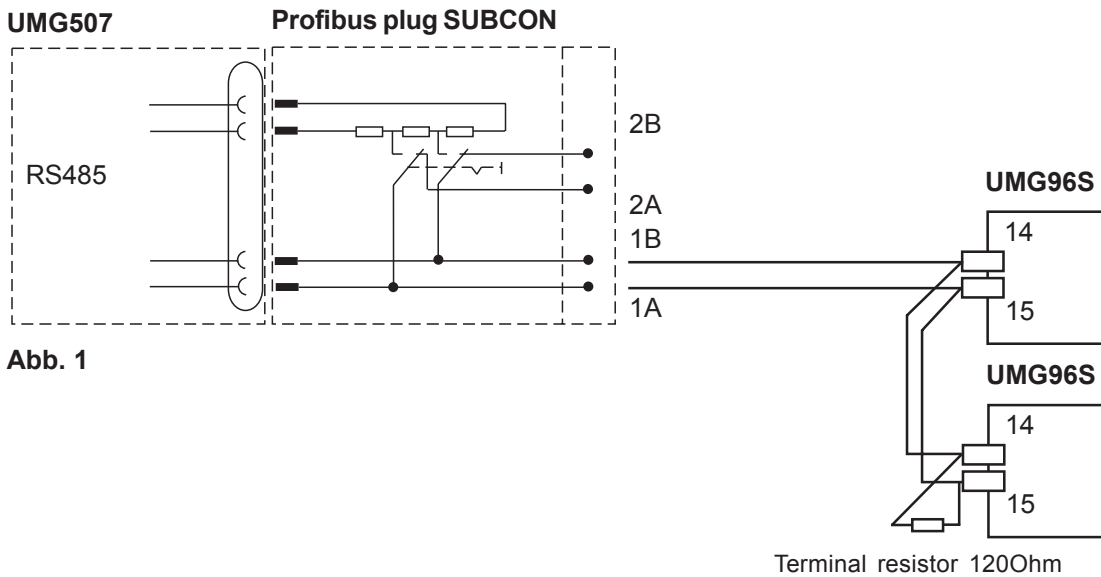 UMG507
Profibus plug SUBCON
RS485
2B
2A
1B
1A
UMG96S
14
15
Abb. 1
UMG96S
14
15
Terminal resistor 120Ohm